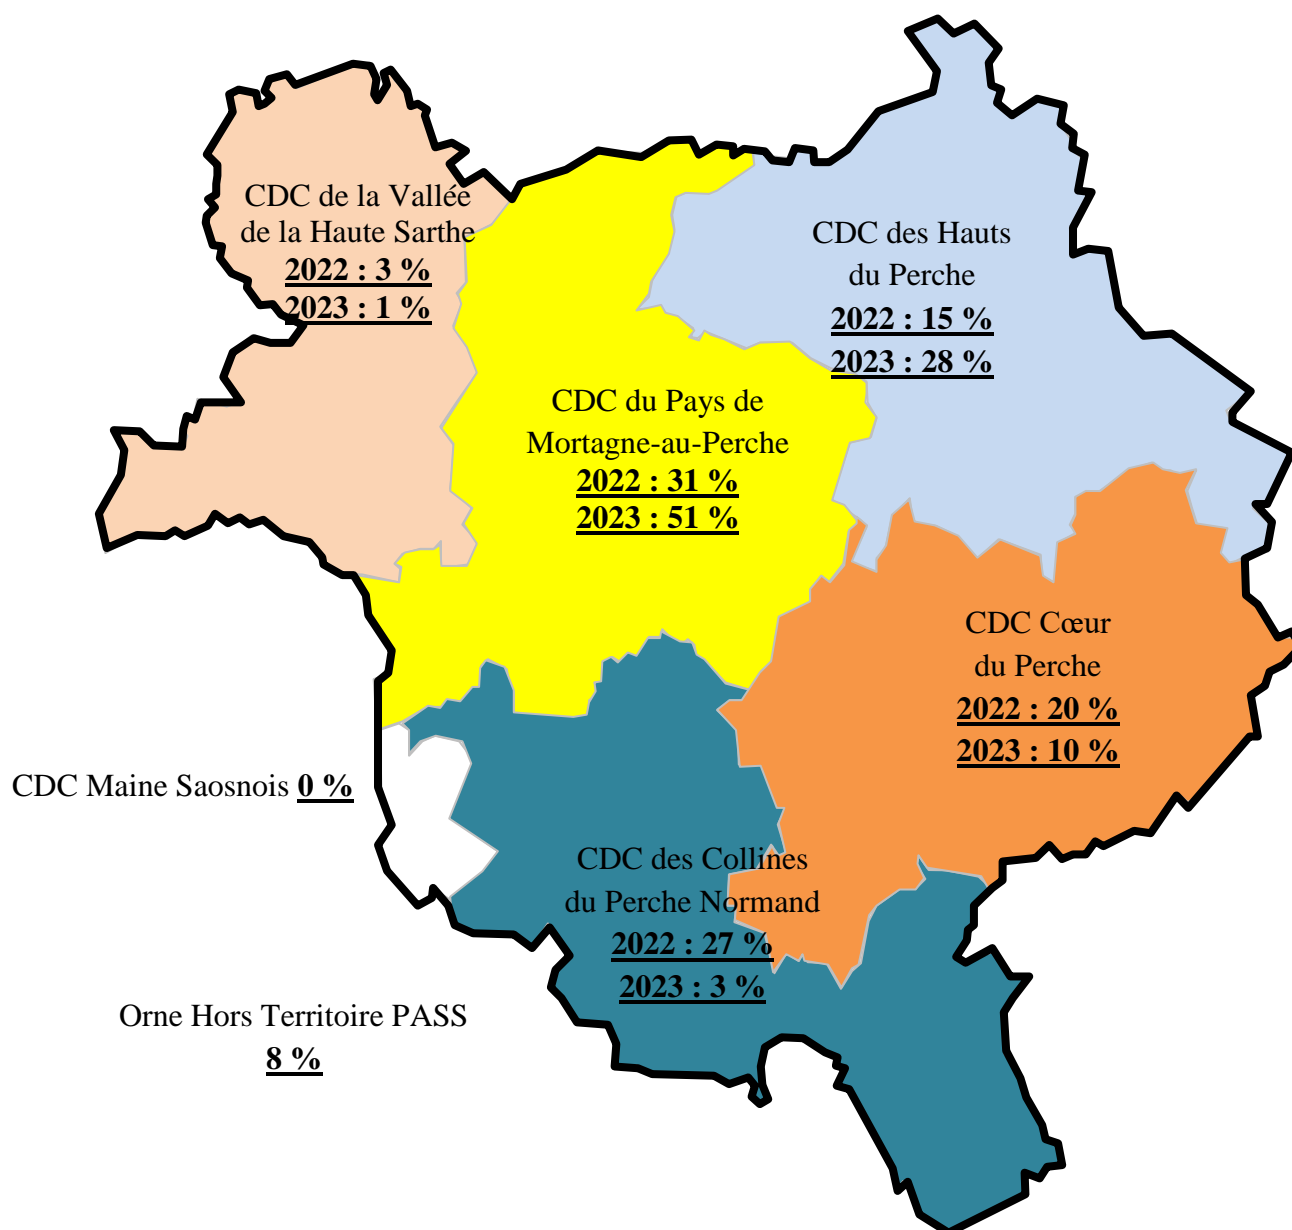 CDC de la Vallée
de la Haute Sarthe
2022 : 3 %
2023 : 1 %
CDC des Hauts
du Perche
2022 : 15 %
2023 : 28 %
CDC du Pays de
Mortagne-au-Perche
2022 : 31 %
2023 : 51 %
CDC Cœur
du Perche
2022 : 20 %
2023 : 10 %
CDC Maine Saosnois 0 %
CDC des Collines
du Perche Normand
2022 : 27 %
2023 : 3 %
Orne Hors Territoire PASS
8 %